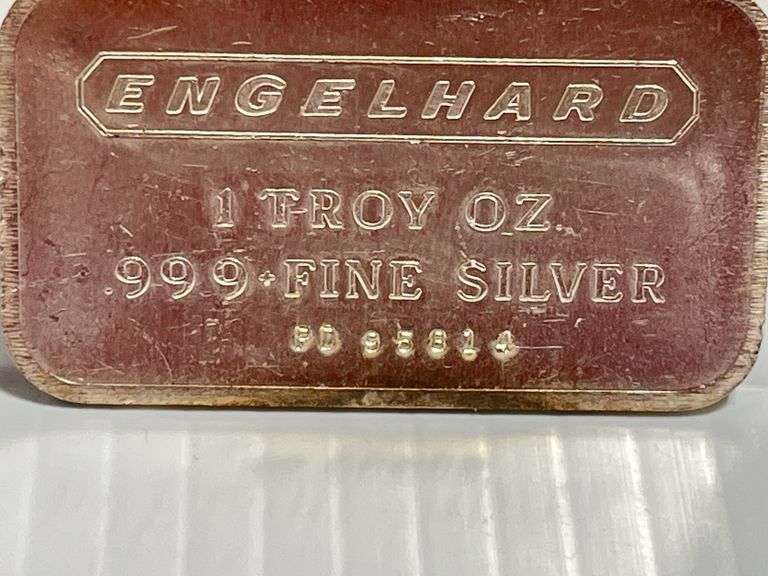 ENGELHARD
1 TROY OZ.
.999+ FINE SILVER